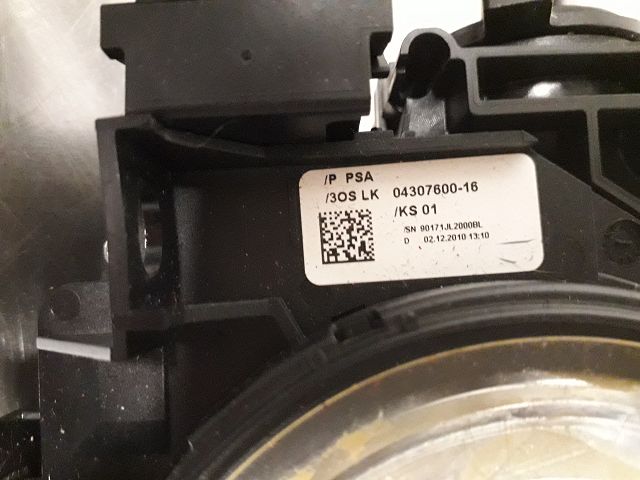 /P PSA
/3OS LK 04307600-16
/KS 01
/SN 90171JL2000BL
D 02.12.2010 13:10